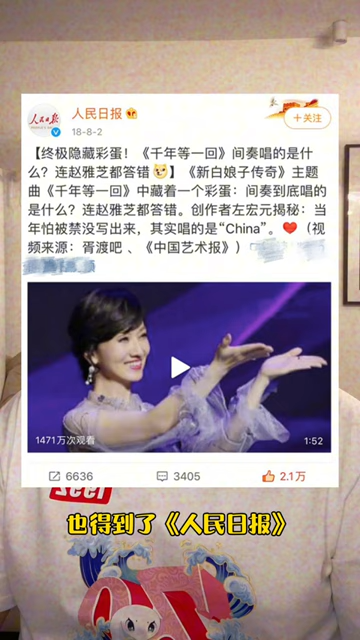 人民日报
人民日报
18-8-2
+关注
【终极隐藏彩蛋！《千年等一回》间奏唱的是什
么？连赵雅芝都答错🐶】《新白娘子传奇》主题
曲《千年等一回》中藏着一个彩蛋：间奏到底唱的
是什么？连赵雅芝都答错。创作者左宏元揭秘：当
年怕被禁没写出来，其实唱的是“China”。❤️（视
频来源：胥渡吧、《中国艺术报》）
1471万次观看
1:52
6636
3405
2.1万
也得到了《人民日报》